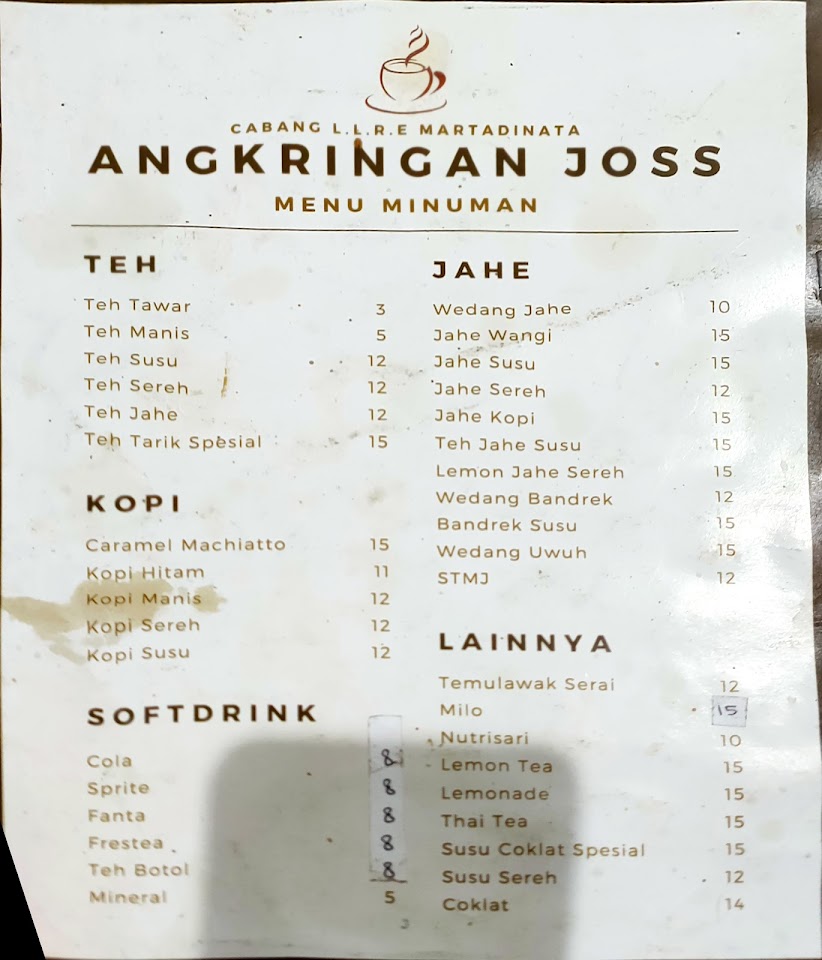 CABANG L.L.R.E MARTADINATA
ANGKRINGAN JOSS
MENU MINUMAN
TEH
Teh Tawar 3
Teh Manis 5
Teh Susu 12
Teh Sereh 12
Teh Jahe 12
Teh Tarik Spesial 15
KOPI
Caramel Machiatto 15
Kopi Hitam 11
Kopi Manis 12
Kopi Sereh 12
Kopi Susu 12
SOFTDRINK
Cola 8
Sprite 8
Fanta 8
Frestea 8
Teh Botol 8
Mineral 5
JAHE
Wedang Jahe 10
Jahe Wangi 15
Jahe Susu 15
Jahe Sereh 12
Jahe Kopi 15
Teh Jahe Susu 15
Lemon Jahe Sereh 15
Wedang Bandrek 12
Bandrek Susu 15
Wedang Uwuh 15
STMJ 12
LAINNYA
Temulawak Serai 12
Milo 15
Nutrisari 10
Lemon Tea 15
Lemonade 15
Thai Tea 15
Susu Coklat Spesial 15
Susu Sereh 12
Coklat 14